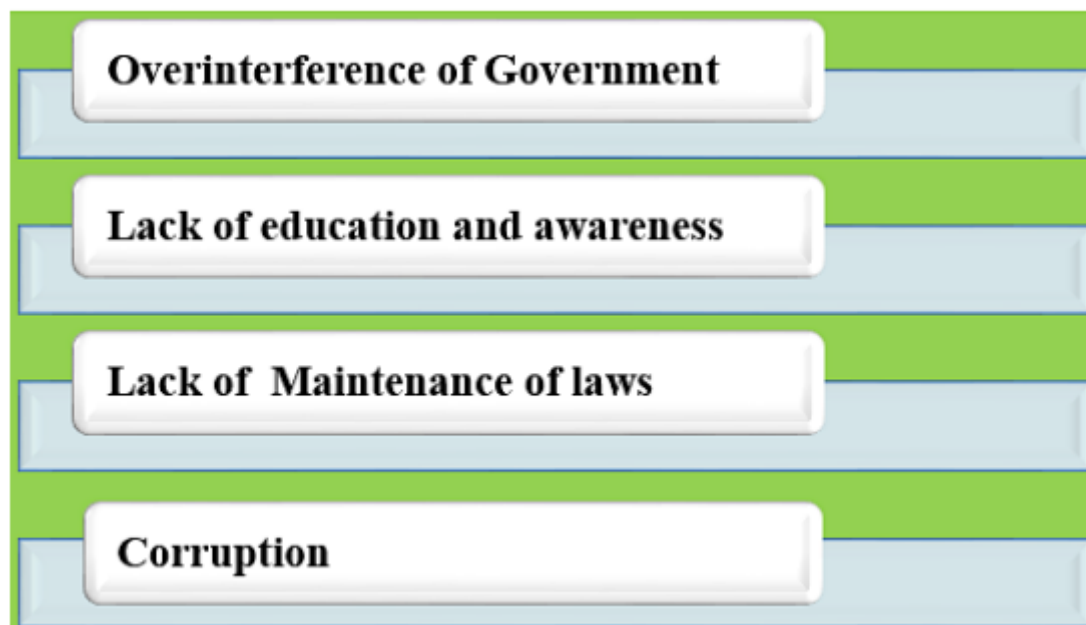 Overinterference of Government
Lack of education and awareness
Lack of  Maintenance of laws
Corruption